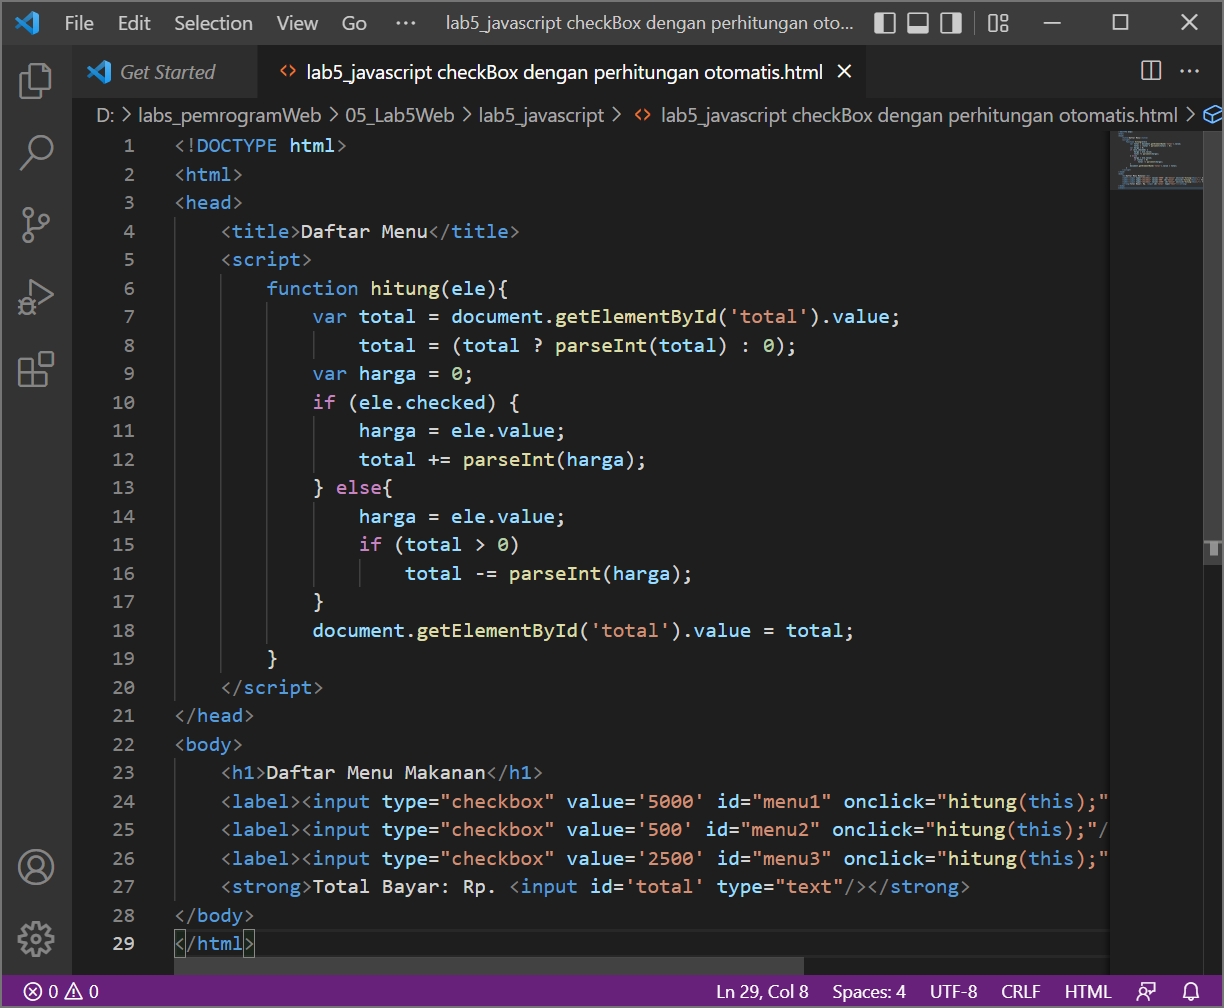 File Edit Selection View Go ··· lab5_javascript checkBox dengan perhitungan oto...
Get Started <> lab5_javascript checkBox dengan perhitungan otomatis.html
D: > labs_pemrogramWeb > 05_Lab5Web > lab5_javascript > <> lab5_javascript checkBox dengan perhitungan otomatis.html >
1 <!DOCTYPE html>
2 <html>
3 <head>
4 <title>Daftar Menu</title>
5 <script>
6 function hitung(ele){
7 var total = document.getElementById('total').value;
8 total = (total ? parseInt(total) : 0);
9 var harga = 0;
10 if (ele.checked) {
11 harga = ele.value;
12 total += parseInt(harga);
13 } else{
14 harga = ele.value;
15 if (total > 0)
16 total -= parseInt(harga);
17 }
18 document.getElementById('total').value = total;
19 }
20 </script>
21 </head>
22 <body>
23 <h1>Daftar Menu Makanan</h1>
24 <label><input type="checkbox" value='5000' id="menu1" onclick="hitung(this);"
25 <label><input type="checkbox" value='500' id="menu2" onclick="hitung(this);"/
26 <label><input type="checkbox" value='2500' id="menu3" onclick="hitung(this);"
27 <strong>Total Bayar: Rp. <input id='total' type="text"/></strong>
28 </body>
29 </html>
0 0 Ln 29, Col 8 Spaces: 4 UTF-8 CRLF HTML